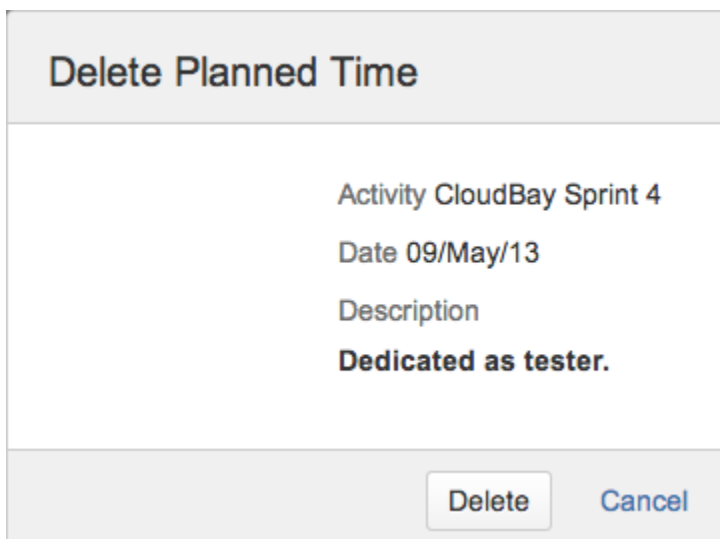 Delete Planned Time
Activity CloudBay Sprint 4
Date 09/May/13
Description
Dedicated as tester.
Delete Cancel